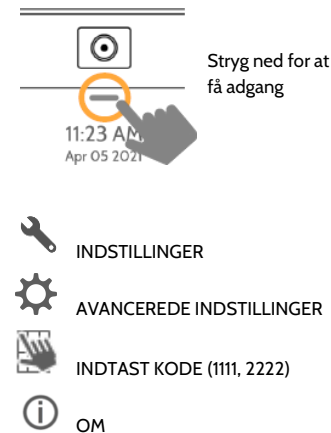 Stryg ned for at
få adgang
11:23 AM
Apr 05 2021
INDSTILLINGER
AVANCEREDE INDSTILLINGER
INDTAST KODE (1111, 2222)
OM